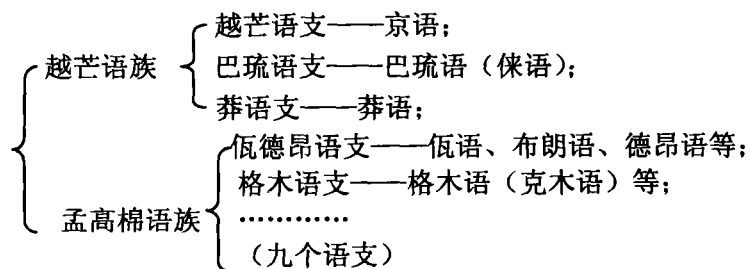 越芒语支——京语；
越芒语族
巴琉语支——巴琉语（俫语）；
莽语支——莽语；
佤德昂语支——佤语、布朗语、德昂语等；
格木语支——格木语（克木语）等；
孟高棉语族
…………
（九个语支）